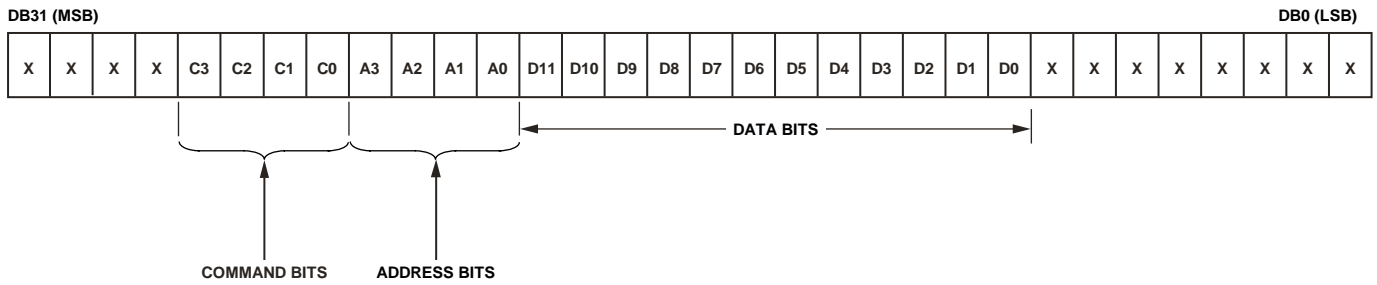 DB31 (MSB) DB0 (LSB)
X X X X C3 C2 C1 C0 A3 A2 A1 A0 D11 D10 D9 D8 D7 D6 D5 D4 D3 D2 D1 D0 X X X X X X X X
DATA BITS
COMMAND BITS ADDRESS BITS